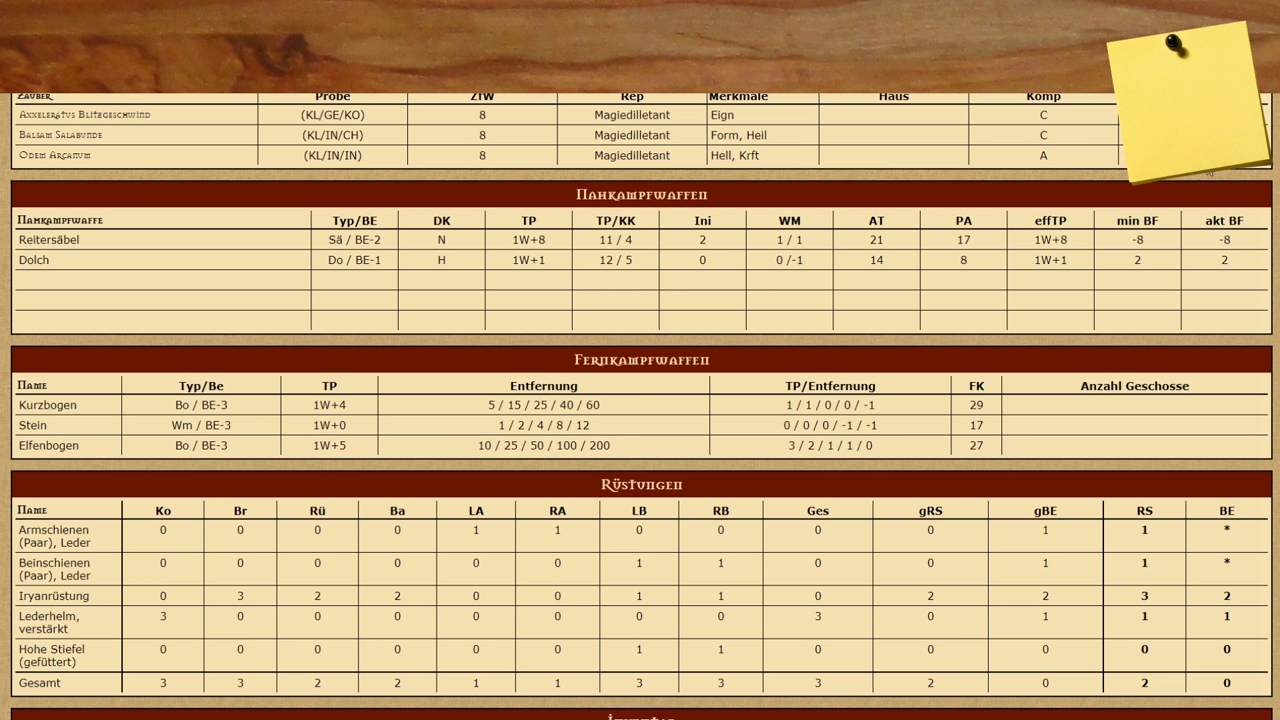 Zauber Probe ZfW Rep Merkmale Haus Komp
Axxeleratus Blitzgeschwind (KL/GE/KO) 8 Magiedilletant Eign C
Balsam Salabunde (KL/IN/CH) 8 Magiedilletant Form, Heil C
Odem Arcanum (KL/IN/IN) 8 Magiedilletant Hell, Krft A
Nahkampfwaffen
Nahkampfwaffe Typ/BE DK TP TP/KK Ini WM AT PA effTP min BF akt BF
Reitersäbel Sä / BE-2 N 1W+8 11 / 4 2 1 / 1 21 17 1W+8 -8 -8
Dolch Do / BE-1 H 1W+1 12 / 5 0 0 /-1 14 8 1W+1 2 2
Fernkampfwaffen
Name Typ/Be TP Entfernung TP/Entfernung FK Anzahl Geschosse
Kurzbogen Bo / BE-3 1W+4 5 / 15 / 25 / 40 / 60 1 / 1 / 0 / 0 / -1 29
Stein Wm / BE-3 1W+0 1 / 2 / 4 / 8 / 12 0 / 0 / 0 / -1 / -1 17
Elfenbogen Bo / BE-3 1W+5 10 / 25 / 50 / 100 / 200 3 / 2 / 1 / 1 / 0 27
Rüstungen
Name Ko Br Rü Ba LA RA LB RB Ges gRS gBE RS BE
Armschienen 0 0 0 0 1 1 0 0 0 0 1 1 *
(Paar), Leder
Beinschienen 0 0 0 0 0 0 1 1 0 0 1 1 *
(Paar), Leder
Iryanrüstung 0 3 2 2 0 0 1 1 0 2 2 3 2
Lederhelm, 3 0 0 0 0 0 0 0 3 0 1 1 1
verstärkt
Hohe Stiefel 0 0 0 0 0 0 1 1 0 0 0 0 0
(gefüttert)
Gesamt 3 3 2 2 1 1 3 3 3 2 0 2 0